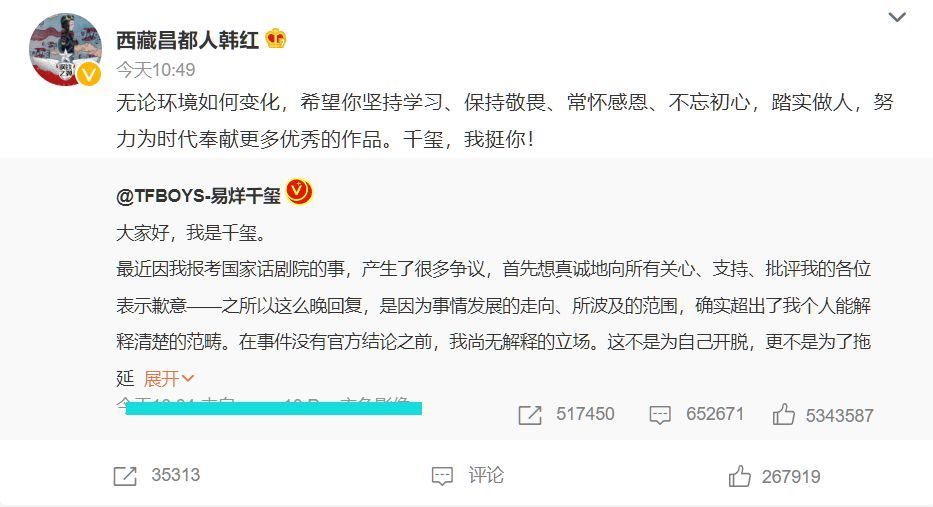 西藏昌都人韩红
今天10:49
无论环境如何变化，希望你坚持学习、保持敬畏、常怀感恩、不忘初心，踏实做人，努
力为时代奉献更多优秀的作品。千玺，我挺你！
@TFBOYS-易烊千玺
大家好，我是千玺。
最近因我报考国家话剧院的事，产生了很多争议，首先想真诚地向所有关心、支持、批评我的各位
表示歉意——之所以这么晚回复，是因为事情发展的走向、所波及的范围，确实超出了我个人能解
释清楚的范畴。在事件没有官方结论之前，我尚无解释的立场。这不是为自己开脱，更不是为了拖
延 展开
517450 652671 5343587
35313 评论 267919